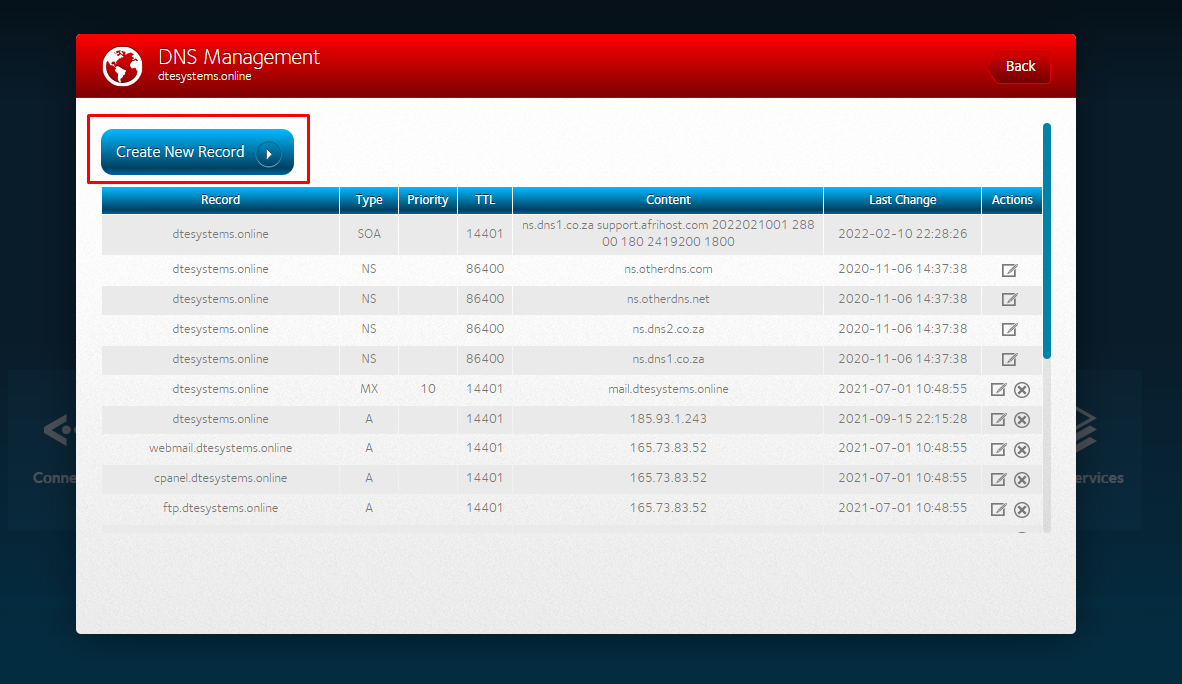 DNS Management
dtesystems.online
Back
Create New Record
Record Type Priority TTL Content Last Change Actions
dtesystems.online SOA 14401 ns.dns1.co.za support.afrihost.com 2022021001 288
00 180 2419200 1800 2022-02-10 22:28:26
dtesystems.online NS 86400 ns.otherdns.com 2020-11-06 14:37:38
dtesystems.online NS 86400 ns.otherdns.net 2020-11-06 14:37:38
dtesystems.online NS 86400 ns.dns2.co.za 2020-11-06 14:37:38
dtesystems.online NS 86400 ns.dns1.co.za 2020-11-06 14:37:38
dtesystems.online MX 10 14401 mail.dtesystems.online 2021-07-01 10:48:55
dtesystems.online A 14401 185.93.1.243 2021-09-15 22:15:28
webmail.dtesystems.online A 14401 165.73.83.52 2021-07-01 10:48:55
cpanel.dtesystems.online A 14401 165.73.83.52 2021-07-01 10:48:55
ftp.dtesystems.online A 14401 165.73.83.52 2021-07-01 10:48:55
Conne
ervices